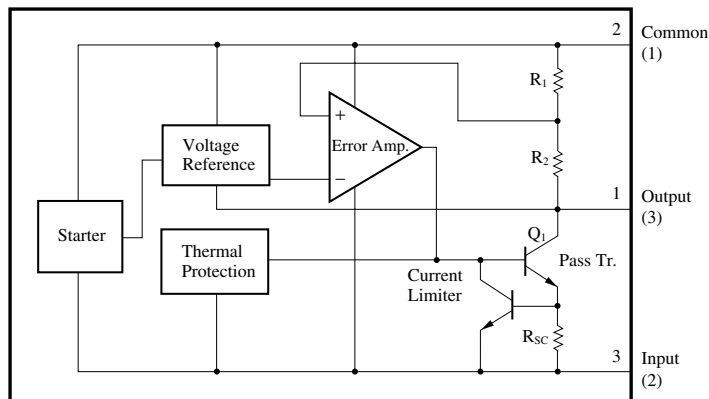 2 Common
(1)
R1
+
Voltage
Reference
Error Amp.
R2
−
1 Output
(3)
Starter
Q1
Thermal
Protection
Pass Tr.
Current
Limiter
RSC
3 Input
(2)